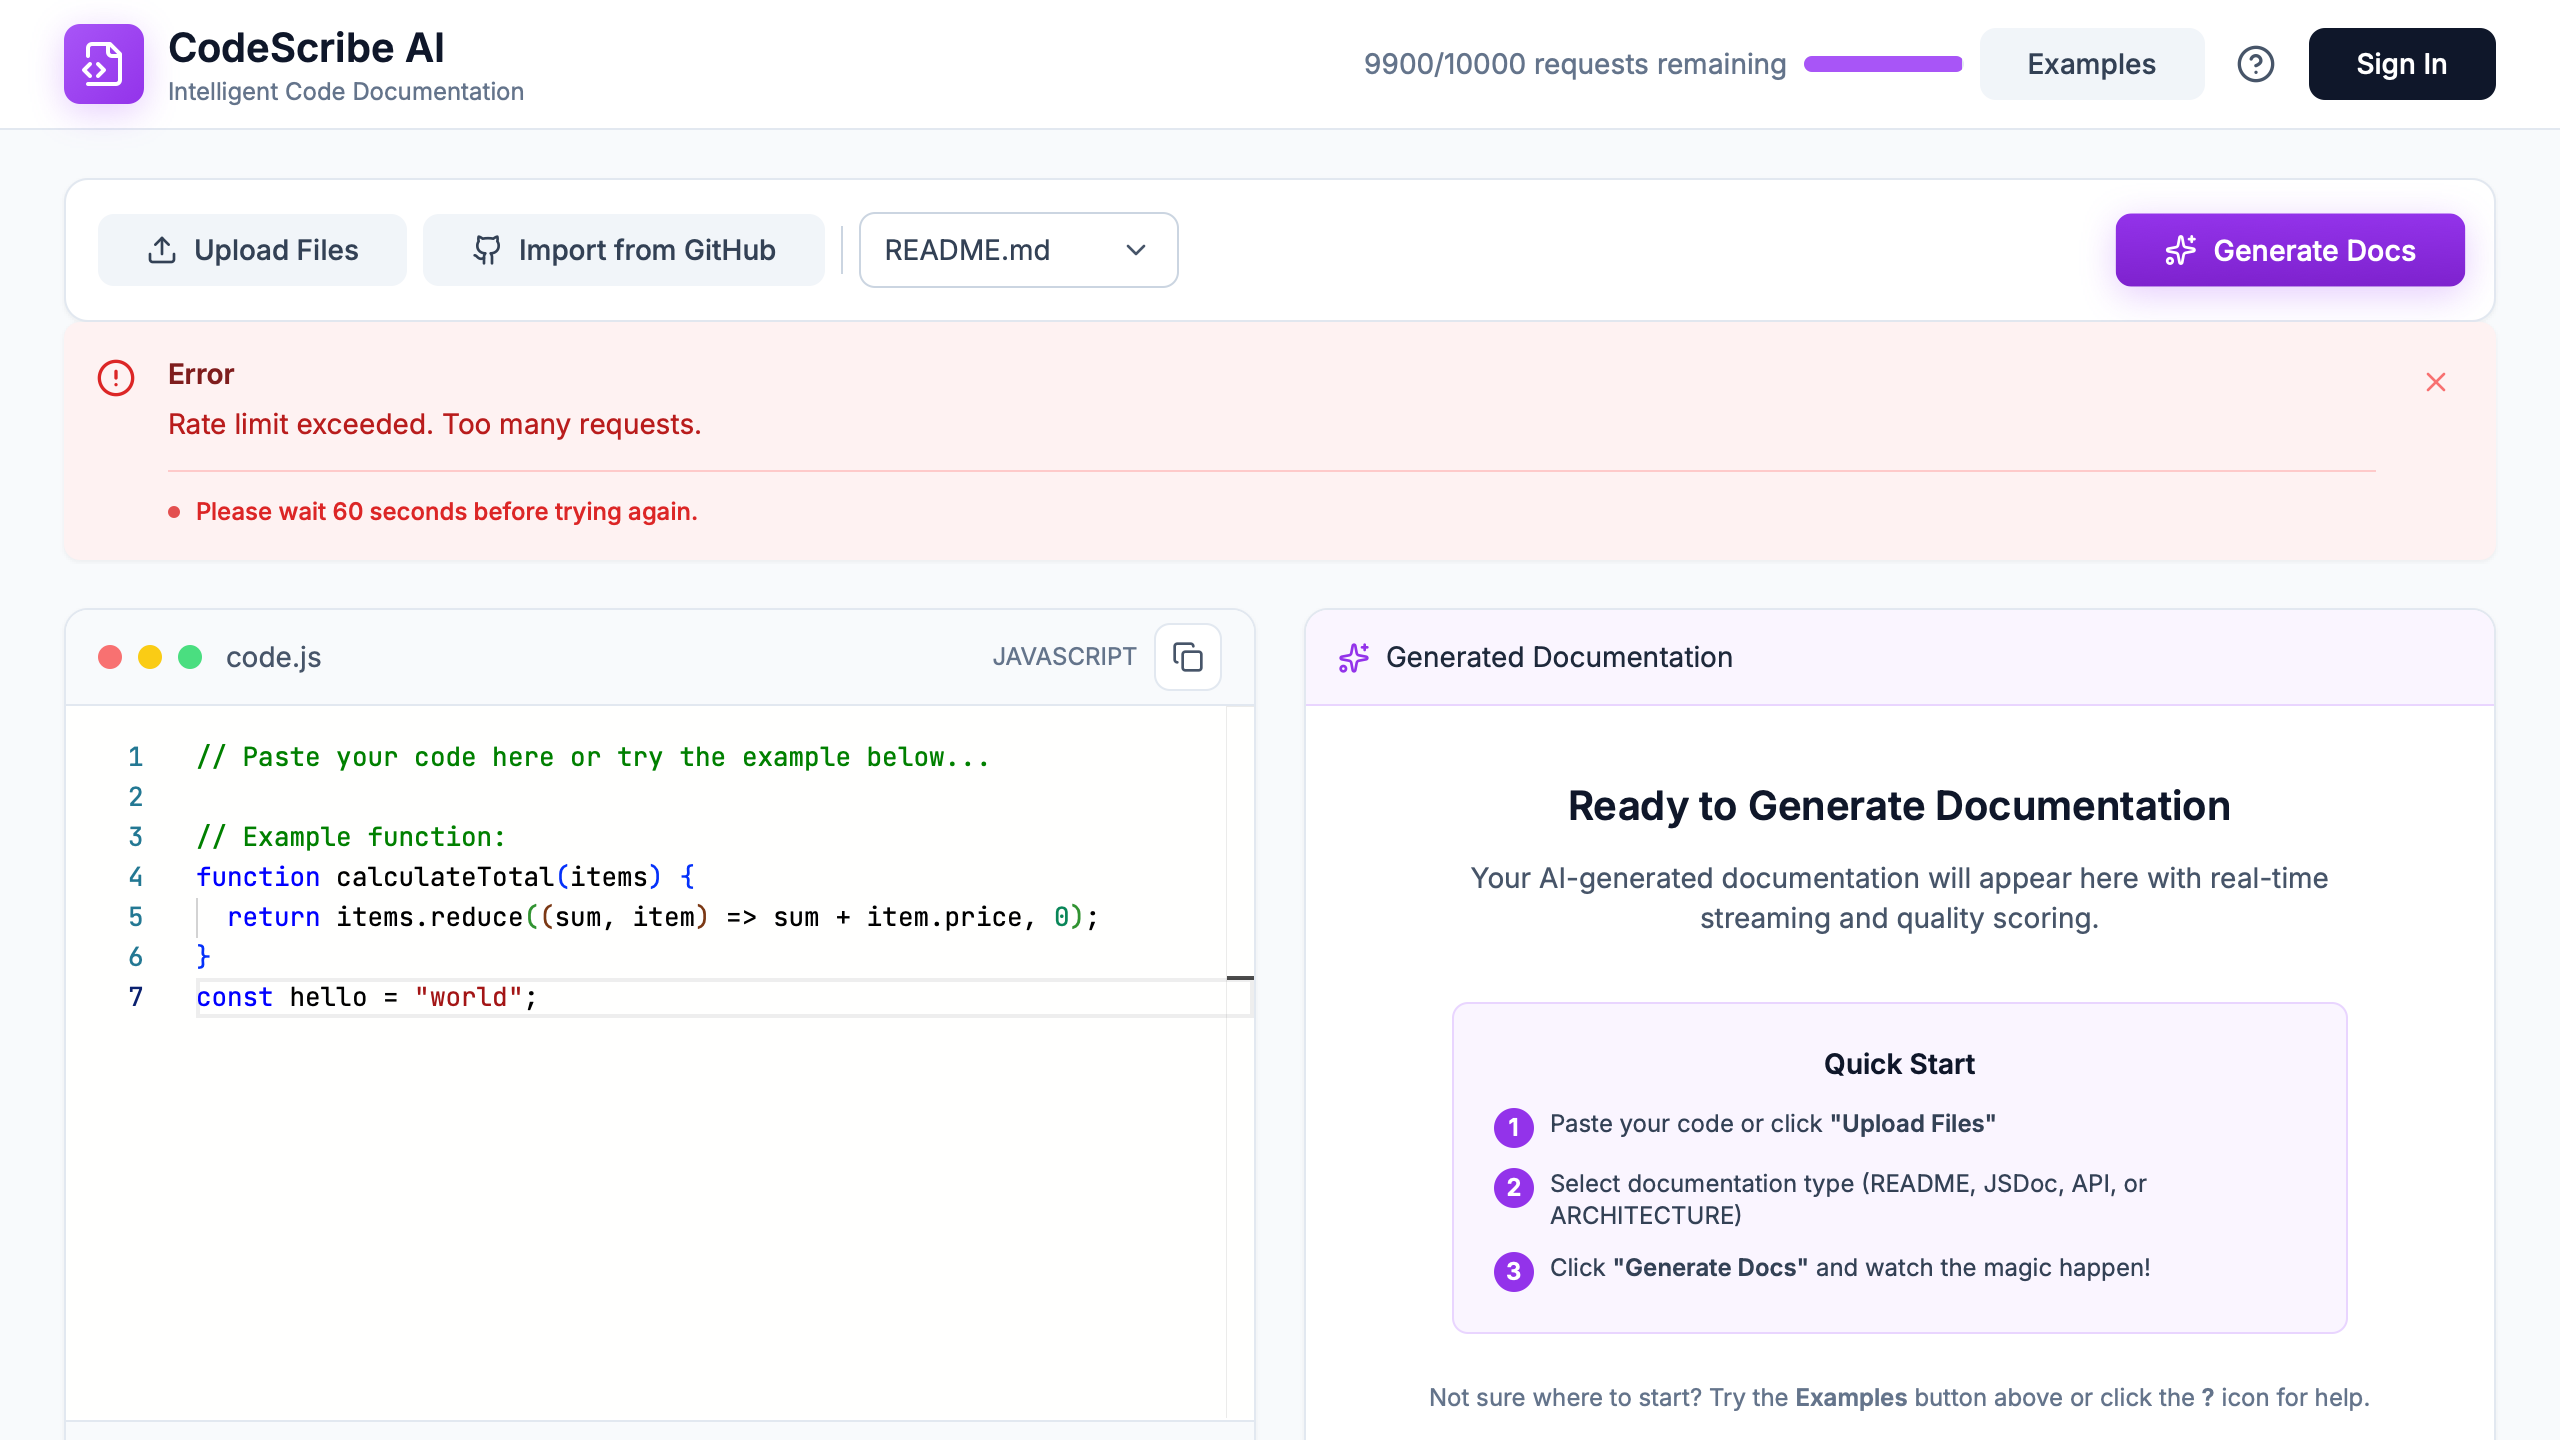 CodeScribe AI
Intelligent Code Documentation
9900/10000 requests remaining
Examples
Sign In
Upload Files
Import from GitHub
README.md
Generate Docs
Error
Rate limit exceeded. Too many requests.
Please wait 60 seconds before trying again.
code.js
JAVASCRIPT
1 // Paste your code here or try the example below...
2
3 // Example function:
4 function calculateTotal(items) {
5   return items.reduce((sum, item) => sum + item.price, 0);
6 }
7 const hello = "world";
Generated Documentation
Ready to Generate Documentation
Your AI-generated documentation will appear here with real-time
streaming and quality scoring.
Quick Start
1 Paste your code or click "Upload Files"
2 Select documentation type (README, JSDoc, API, or
ARCHITECTURE)
3 Click "Generate Docs" and watch the magic happen!
Not sure where to start? Try the Examples button above or click the ? icon for help.